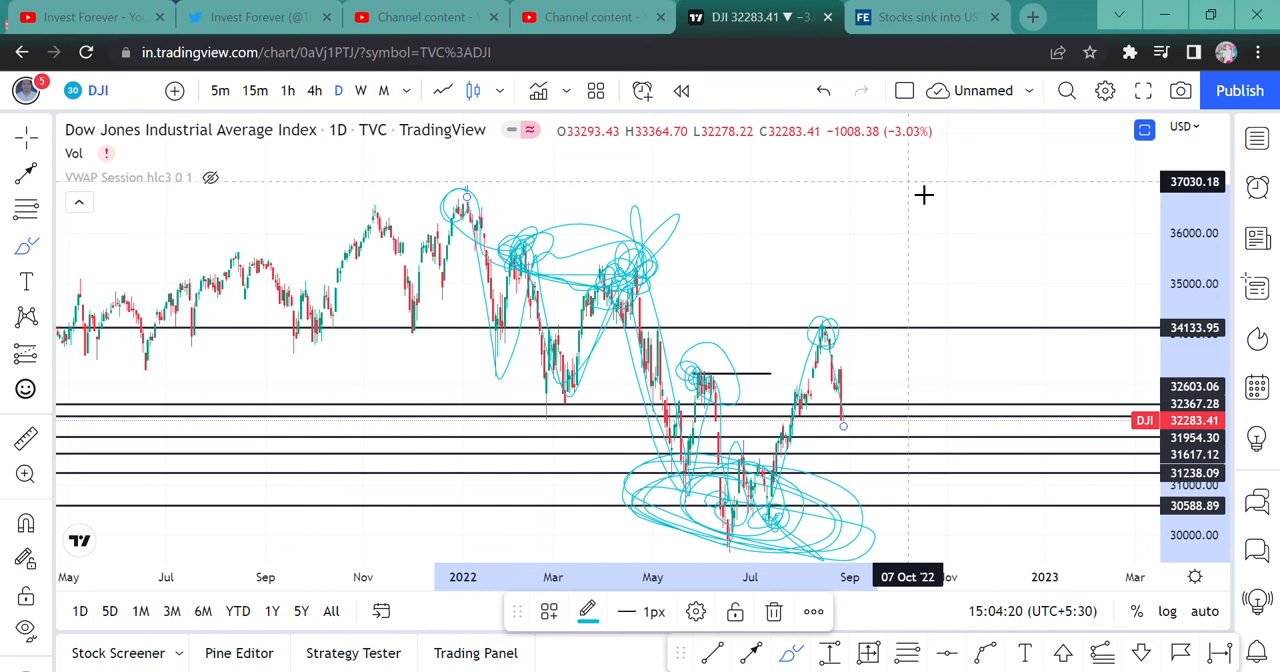 Invest Forever - Yo
Invest Forever (@T
Channel content -
Channel content -
DJI 32283.41 ▼ −3.
FE Stocks sink into US
in.tradingview.com/chart/0aVj1PTJ/?symbol=TVC%3ADJI
5
30 DJI
5m 15m 1h 4h D W M
Unnamed
Publish
Dow Jones Industrial Average Index · 1D · TVC · TradingView
O33293.43 H33364.70 L32278.22 C32283.41 −1008.38 (−3.03%)
USD
Vol
VWAP Session hlc3 0 1
37030.18
36000.00
35000.00
34133.95
32603.06
32367.28
DJI 32283.41
31954.30
31617.12
31238.09
31000.00
30588.89
30000.00
May Jul Sep Nov 2022 Mar May Jul Sep 07 Oct '22 ov 2023 Mar
1D 5D 1M 3M 6M YTD 1Y 5Y All
1px
15:04:20 (UTC+5:30)
% log auto
Stock Screener
Pine Editor
Strategy Tester
Trading Panel